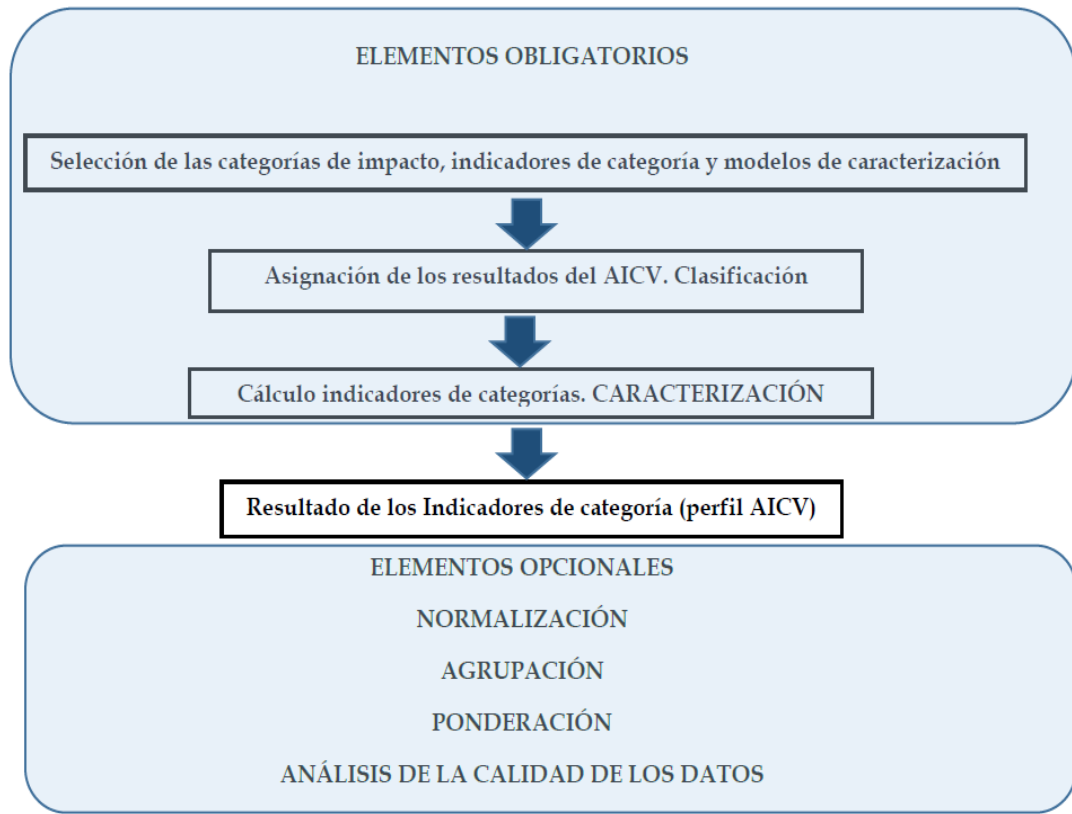 ELEMENTOS OBLIGATORIOS
Selección de las categorías de impacto, indicadores de categoría y modelos de caracterización
Asignación de los resultados del AICV. Clasificación
Cálculo indicadores de categorías. CARACTERIZACIÓN
Resultado de los Indicadores de categoría (perfil AICV)
ELEMENTOS OPCIONALES
NORMALIZACIÓN
AGRUPACIÓN
PONDERACIÓN
ANÁLISIS DE LA CALIDAD DE LOS DATOS